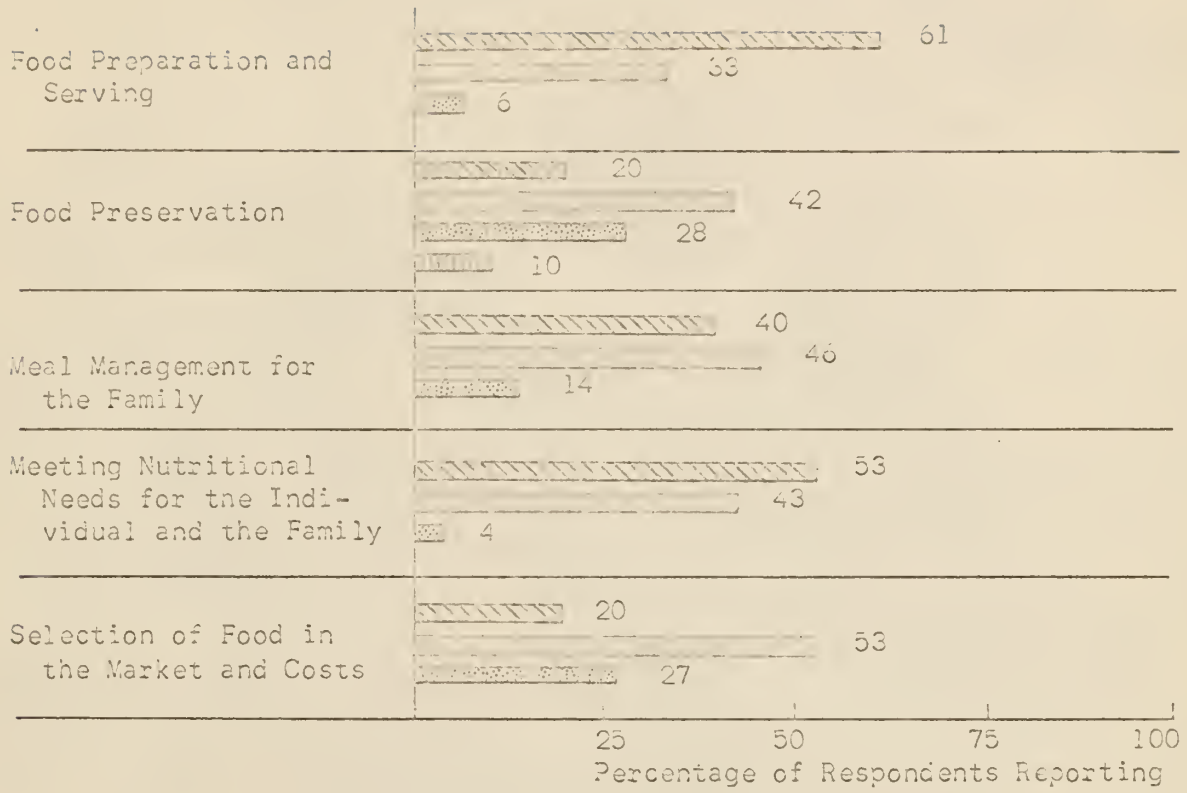 61
Food Preparation and
33
Serving
6
20
Food Preservation
42
28
10
40
46
Meal Management for
14
the Family
Meeting Nutritional
53
Needs for the Indi-
43
vidual and the Family
4
20
Selection of Food in
53
the Market and Costs
27
25 50 75 100
Percentage of Respondents Reporting